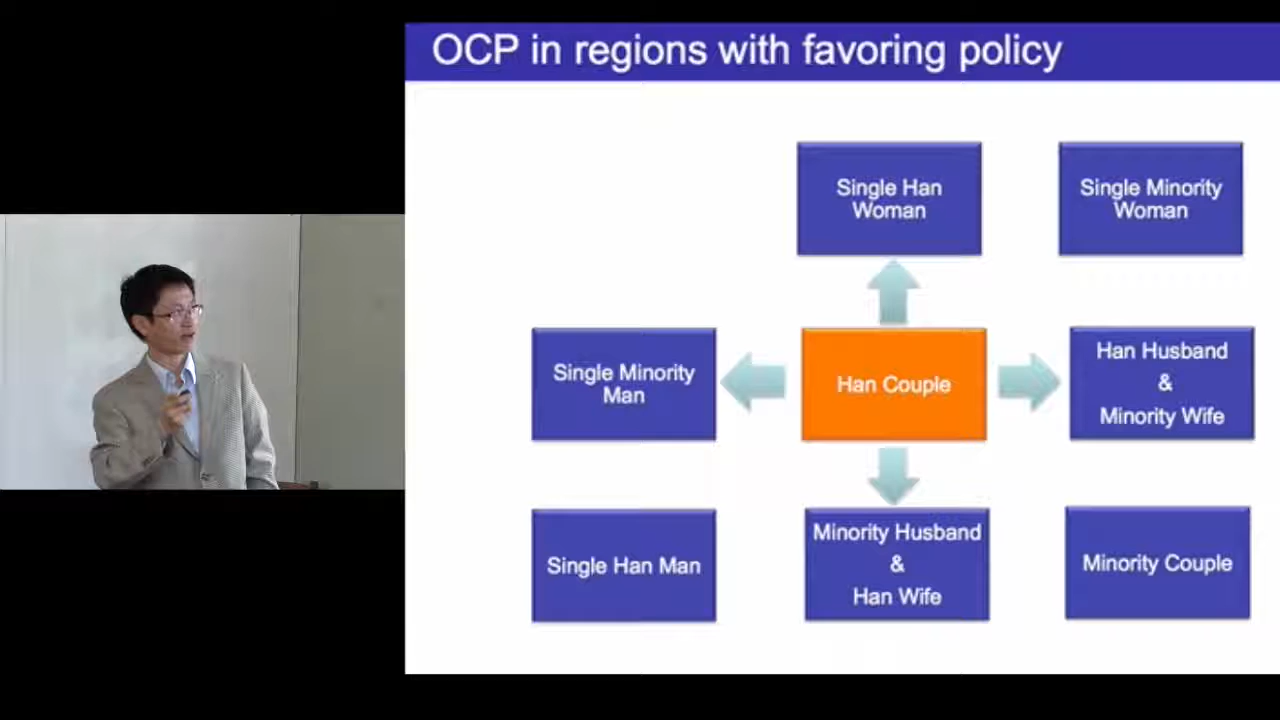 OCP in regions with favoring policy
Single Han
Woman
Single Minority
Woman
Single Minority
Man
Han Couple
Han Husband
&
Minority Wife
Single Han Man
Minority Husband
&
Han Wife
Minority Couple